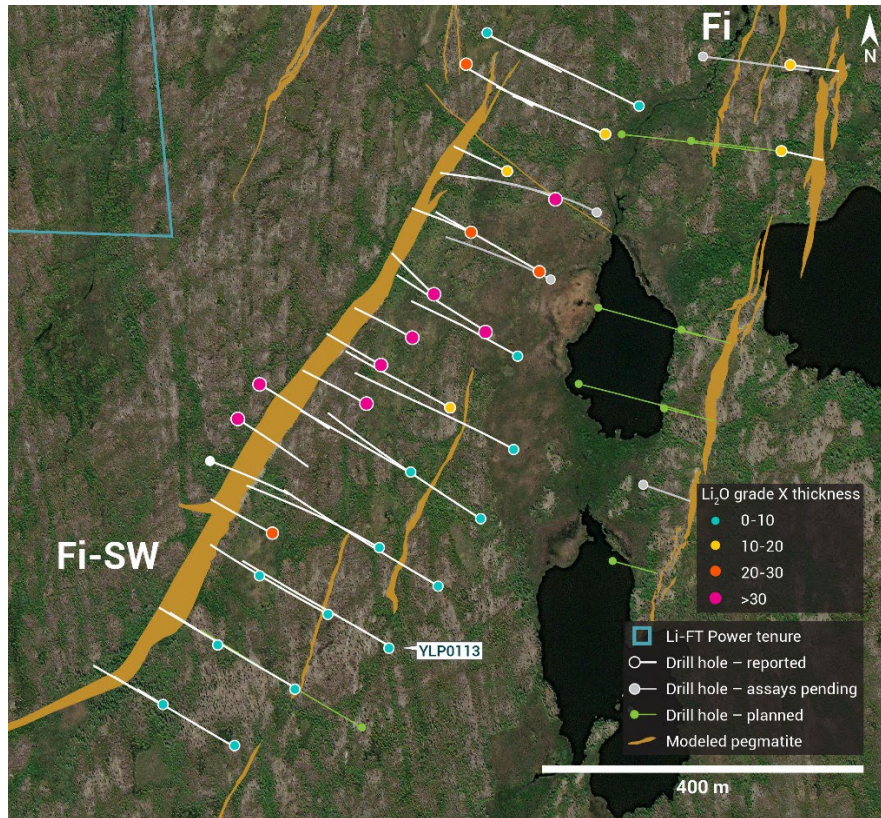 Fi
N
Fi-SW
YLP0113
Li₂O grade X thickness
0-10
10-20
20-30
>30
Li-FT Power tenure
Drill hole – reported
Drill hole – assays pending
Drill hole – planned
Modeled pegmatite
400 m